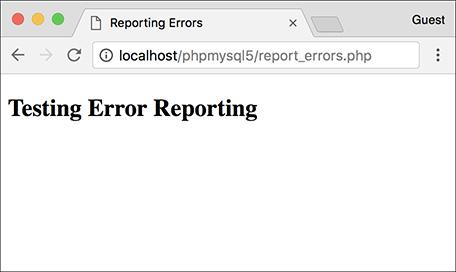 Reporting Errors
Guest
localhost/phpmysql5/report_errors.php
Testing Error Reporting